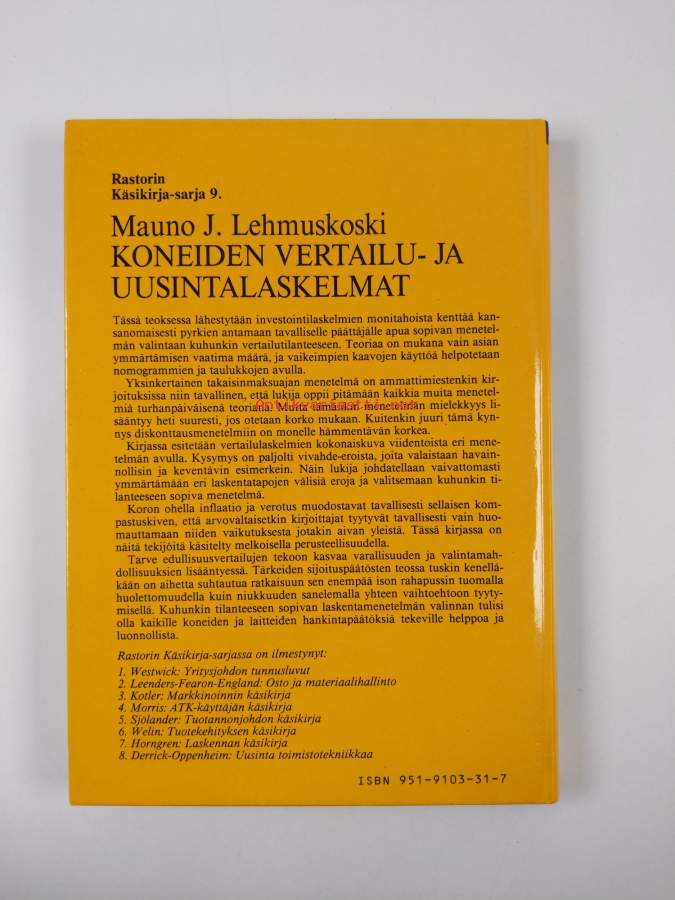 Rastorin
Käsikirja-sarja 9.
Mauno J. Lehmuskoski
KONEIDEN VERTAILU- JA
UUSINTALASKELMAT
Tässä teoksessa lähestytään investointilaskelmien monitahoista kenttää kan-
sanomaisesti pyrkien antamaan tavalliselle päättäjälle apua sopivan menetel-
män valintaan kuhunkin vertailutilanteeseen. Teoriaa on mukana vain asian
ymmärtämisen vaatima määrä, ja vaikeimpien kaavojen käyttöä helpotetaan
nomogrammien ja taulukkojen avulla.
Yksinkertainen takaisinmaksuajan menetelmä on ammattimiestenkin kir-
joituksissa niin tavallinen, että lukija oppii pitämään kaikkia muita menetel-
miä turhanpäiväisenä teoriana. Mutta tämänkin menetelmän mielekkyys li-
sääntyy heti suuresti, jos otetaan korko mukaan. Kuitenkin juuri tämä kyn-
nys diskonttausmenetelmiin on monelle hämmentävän korkea.
Kirjassa esitetään vertailulaskelmien kokonaiskuva viidentoista eri mene-
telmän avulla. Kysymys on paljolti vivahde-eroista, joita valaistaan havain-
nollisin ja keventävin esimerkein. Näin lukija johdatellaan vaivattomasti
ymmärtämään eri laskentatapojen välisiä eroja ja valitsemaan kuhunkin ti-
lanteeseen sopiva menetelmä.
Koron ohella inflaatio ja verotus muodostavat tavallisesti sellaisen kom-
pastuskiven, että arvovaltaisetkin kirjoittajat tyytyvät tavallisesti vain huo-
mauttamaan niiden vaikutuksesta jotakin aivan yleistä. Tässä kirjassa on
näitä tekijöitä käsitelty melkoisella perusteellisuudella.
Tarve edullisuusvertailujen tekoon kasvaa varallisuuden ja valintamah-
dollisuuksien lisääntyessä. Tärkeiden sijoituspäätösten teossa tuskin kenellä-
kään on aihetta suhtautua ratkaisuun sen enempää ison rahapussin tuomalla
huolettomuudella kuin niukkuuden sanelemalla yhteen vaihtoehtoon tyyty-
misellä. Kuhunkin tilanteeseen sopivan laskentamenetelmän valinnan tulisi
olla kaikille koneiden ja laitteiden hankintapäätöksiä tekeville helppoa ja
luonnollista.
Rastorin Käsikirja-sarjassa on ilmestynyt:
1. Westwick: Yritysjohdon tunnusluvut
2. Leenders-Fearon-England: Osto ja materiaalihallinto
3. Kotler: Markkinoinnin käsikirja
4. Morris: ATK-käyttäjän käsikirja
5. Sjölander: Tuotannonjohdon käsikirja
6. Welin: Tuotekehityksen käsikirja
7. Horngren: Laskennan käsikirja
8. Derrick-Oppenheim: Uusinta toimistotekniikkaa
ISBN 951-9103-31-7